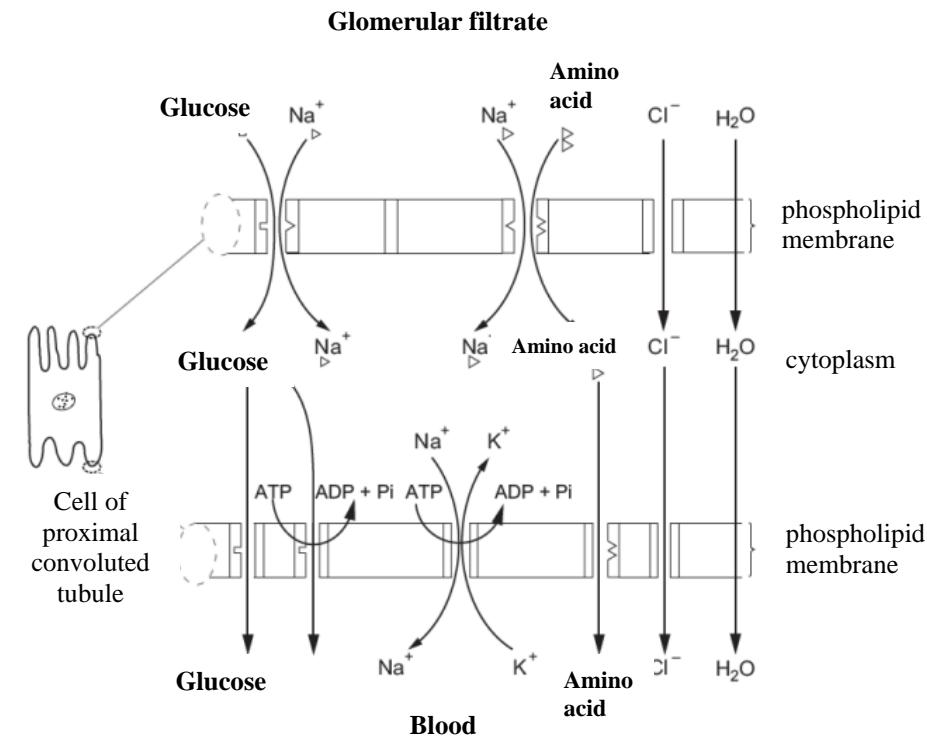 Glomerular filtrate
Glucose
Na⁺
Na⁺
Amino
acid
Cl⁻
H₂O
phospholipid
membrane
Glucose
Na⁺
Na
Amino acid
Cl⁻
H₂O
cytoplasm
Na⁺
K⁺
ATP
ADP + Pi
ATP
ADP + Pi
Cell of
proximal
convoluted
tubule
phospholipid
membrane
Glucose
Na⁺
K⁺
Amino
acid
Cl⁻
H₂O
Blood